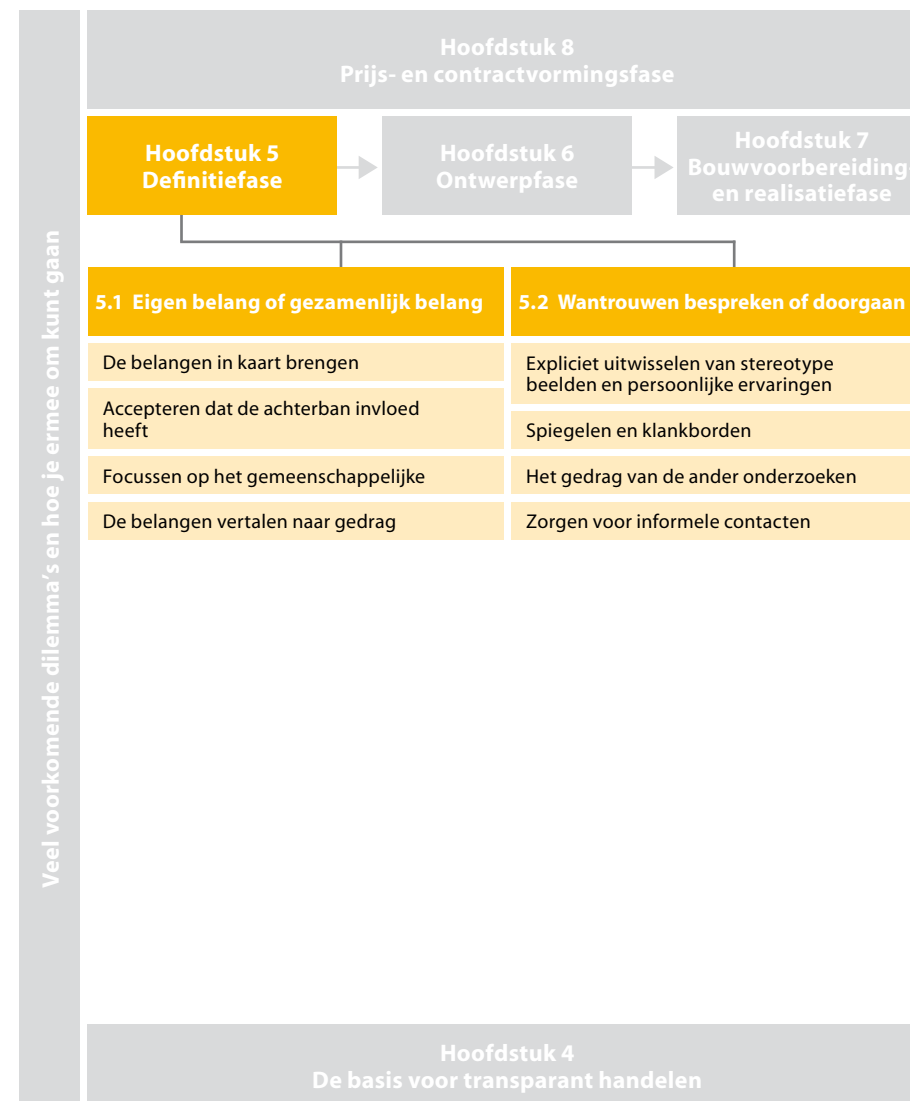 Hoofdstuk 8
Prijs- en contractvormingsfase
Hoofdstuk 5
Definitiefase
Hoofdstuk 6
Ontwerpfase
Hoofdstuk 7
Bouwvoorbereiding
en realisatiefase
Veel voorkomende dilemma's en hoe je ermee om kunt gaan
5.1 Eigen belang of gezamenlijk belang
De belangen in kaart brengen
Accepteren dat de achterban invloed
heeft
Focussen op het gemeenschappelijke
De belangen vertalen naar gedrag
5.2 Wantrouwen bespreken of doorgaan
Expliciet uitwisselen van stereotype
beelden en persoonlijke ervaringen
Spiegelen en klankborden
Het gedrag van de ander onderzoeken
Zorgen voor informele contacten
Hoofdstuk 4
De basis voor transparant handelen